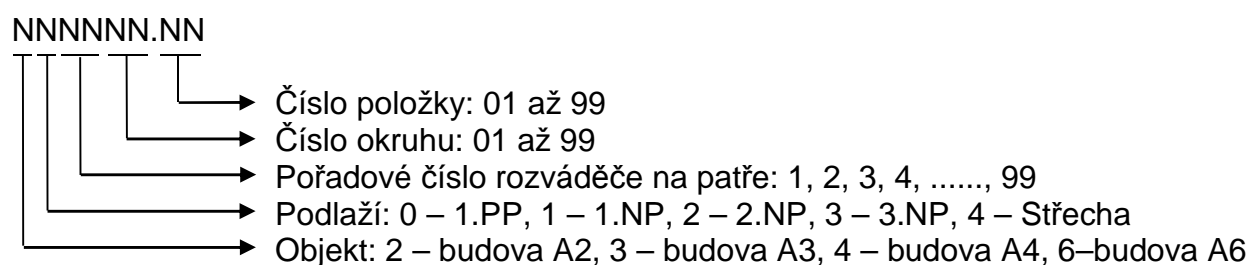 NNNNNN.NN
Číslo položky: 01 až 99
Číslo okruhu: 01 až 99
Pořadové číslo rozváděče na patře: 1, 2, 3, 4, ......, 99
Podlaží: 0 – 1.PP, 1 – 1.NP, 2 – 2.NP, 3 – 3.NP, 4 – Střecha
Objekt: 2 – budova A2, 3 – budova A3, 4 – budova A4, 6–budova A6